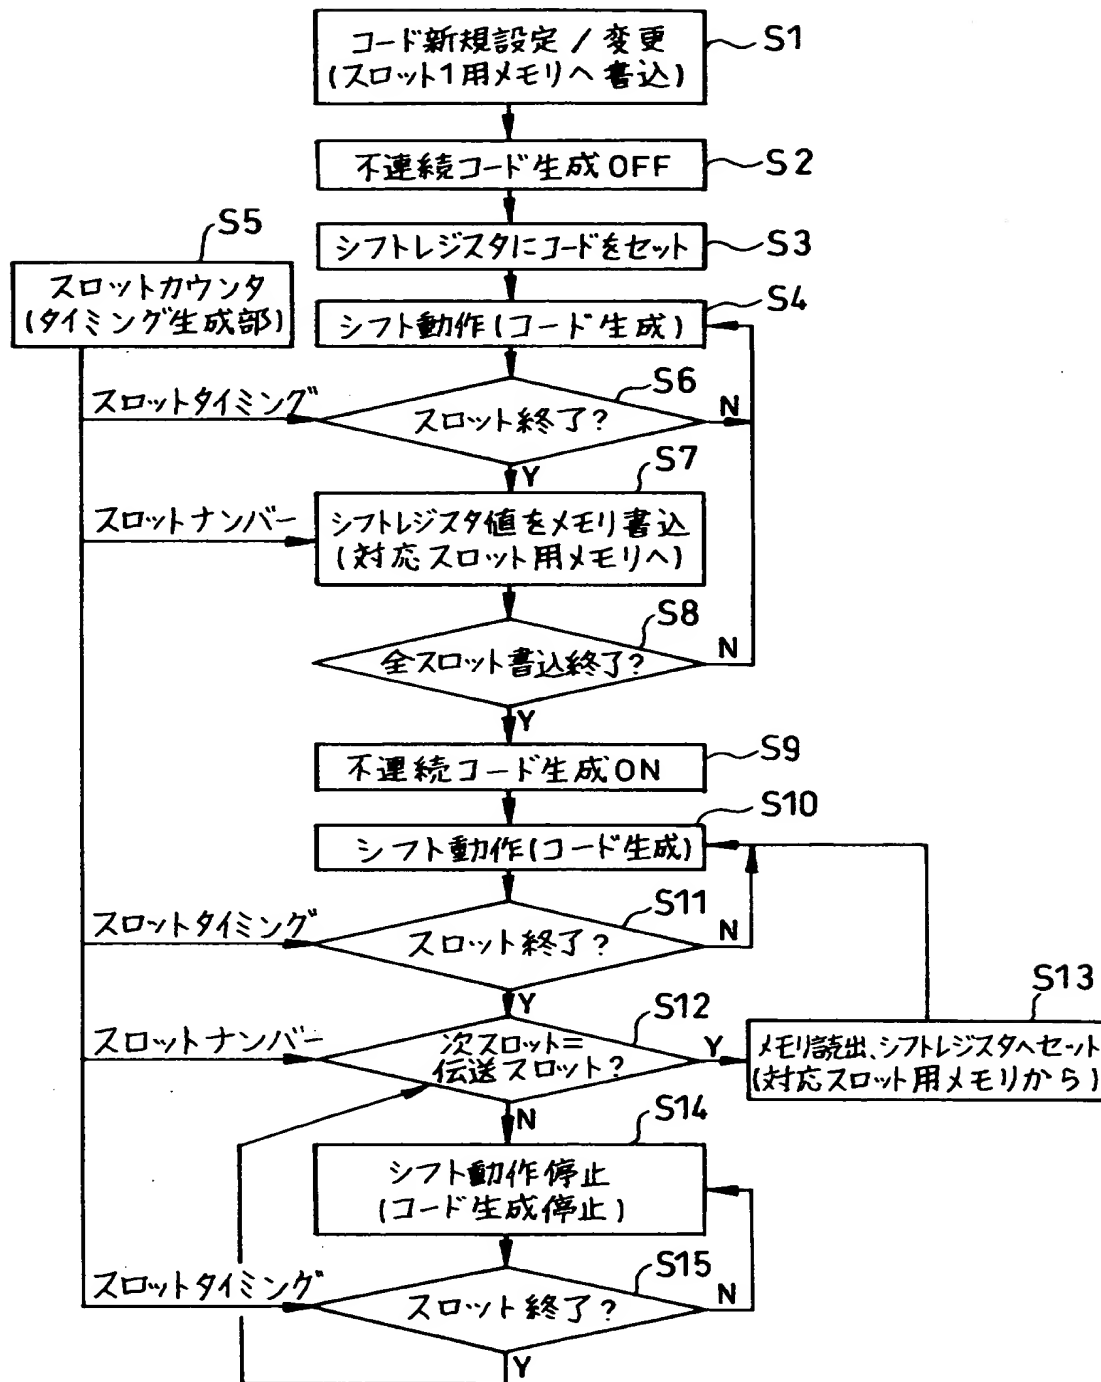 コード新規設定/変更
(スロット1用メモリへ書込)
S1
不連続コード生成OFF
S2
シフトレジスタにコードをセット
S3
S5
スロットカウンタ
(タイミング生成部)
シフト動作(コード生成)
S4
スロットタイミング
スロット終了?
S6
N
Y
スロットナンバー
シフトレジスタ値をメモリ書込
(対応スロット用メモリへ)
S7
全スロット書込終了?
S8
N
Y
不連続コード生成ON
S9
シフト動作(コード生成)
S10
スロットタイミング
スロット終了?
S11
N
Y
スロットナンバー
次スロット=
伝送スロット?
S12
Y
N
S13
メモリ読出、シフトレジスタへセット
(対応スロット用メモリから)
シフト動作停止
(コード生成停止)
S14
スロットタイミング
スロット終了?
S15
N
Y